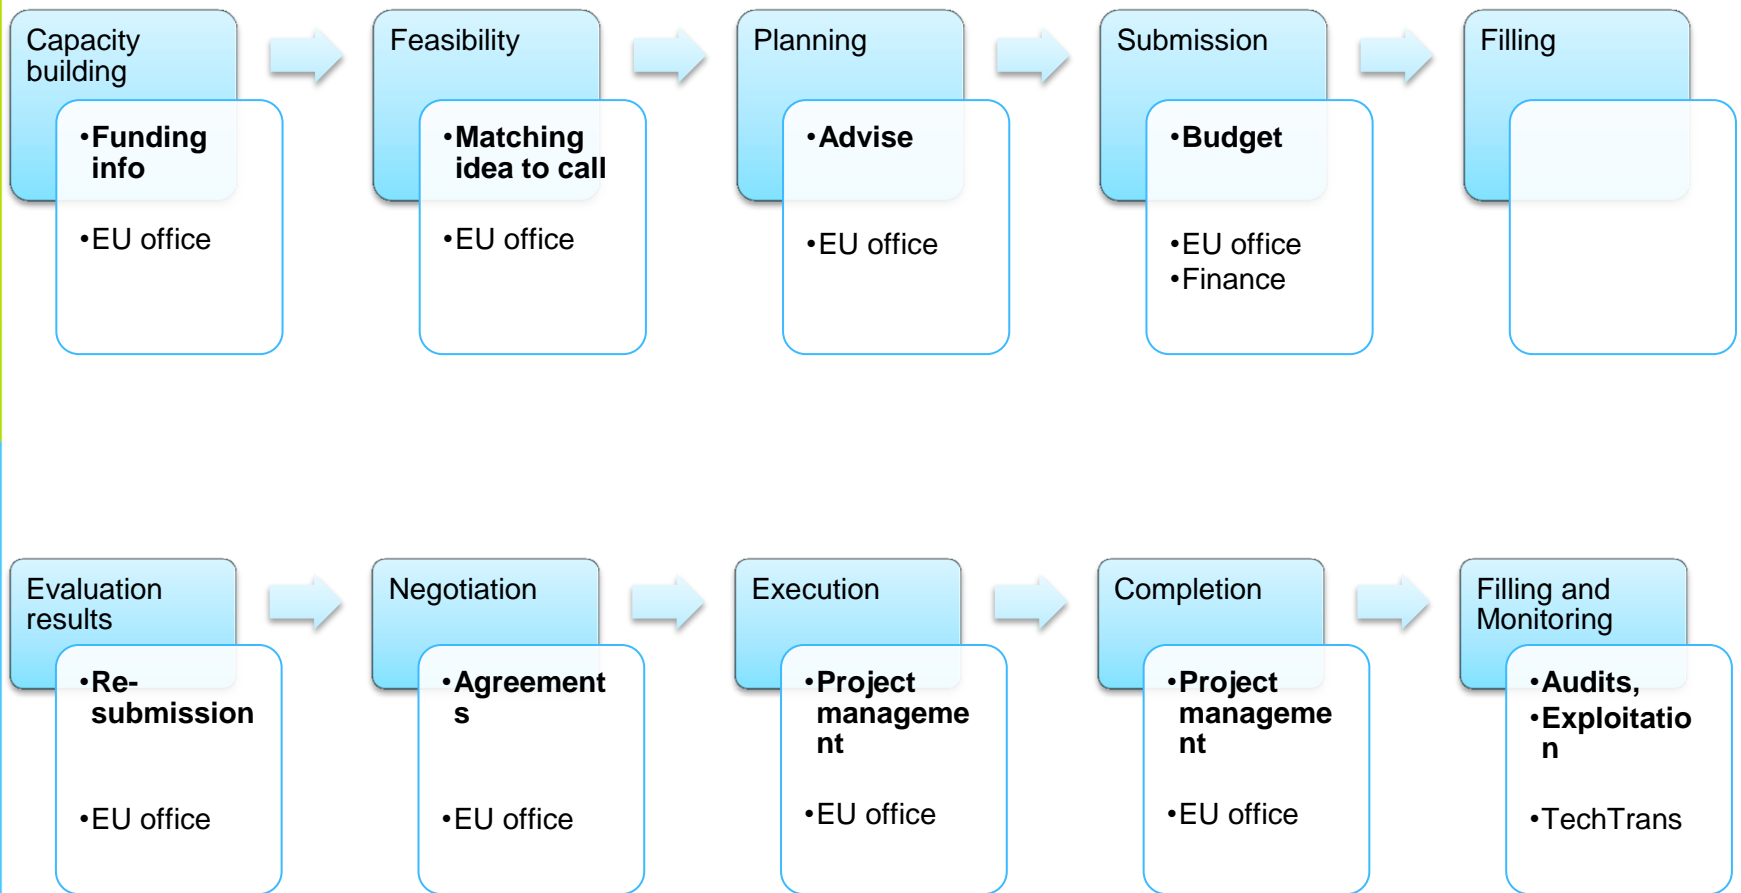 Capacity
building
•Funding
info
•EU office
Feasibility
•Matching
idea to call
•EU office
Planning
•Advise
•EU office
Submission
•Budget
•EU office
•Finance
Filling
Evaluation
results
•Re-
submission
•EU office
Negotiation
•Agreement
s
•EU office
Execution
•Project
manageme
nt
•EU office
Completion
•Project
manageme
nt
•EU office
Filling and
Monitoring
•Audits,
•Exploitatio
n
•TechTrans